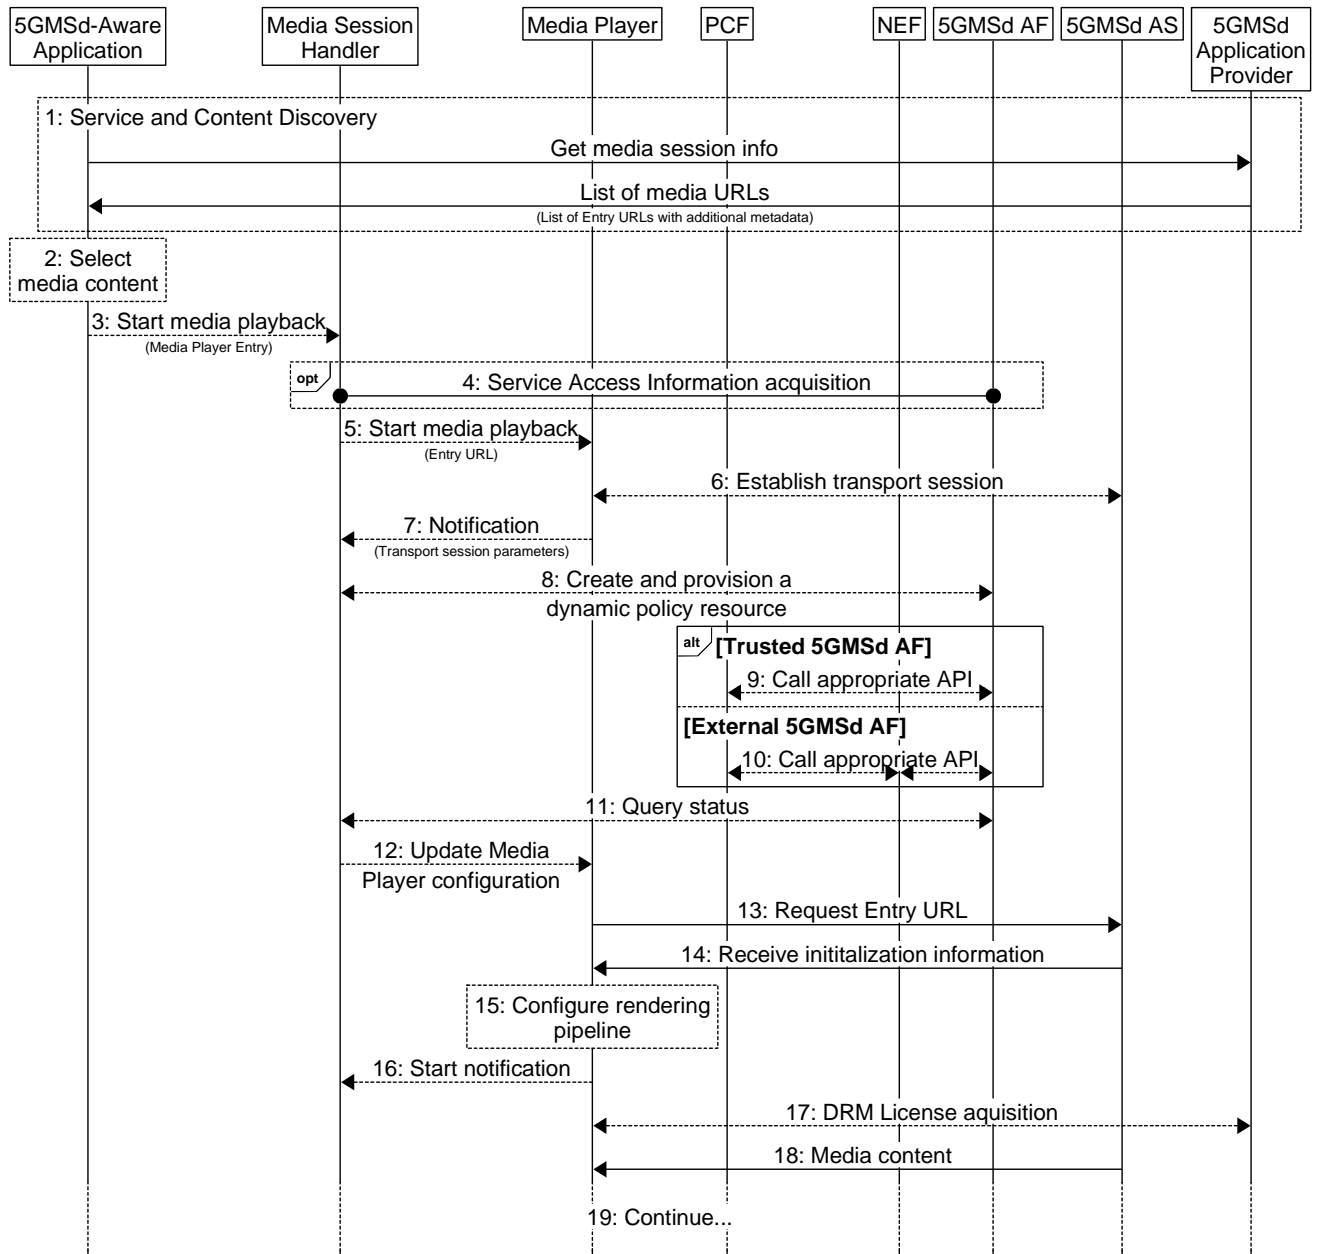 5GMSd-Aware
Application
Media Session
Handler
Media Player
PCF
NEF
5GMSd AF
5GMSd AS
5GMSd
Application
Provider
1: Service and Content Discovery
Get media session info
List of media URLs
(List of Entry URLs with additional metadata)
2: Select
media content
3: Start media playback
(Media Player Entry)
opt
4: Service Access Information acquisition
5: Start media playback
(Entry URL)
6: Establish transport session
7: Notification
(Transport session parameters)
8: Create and provision a
dynamic policy resource
alt
[Trusted 5GMSd AF]
9: Call appropriate API
[External 5GMSd AF]
10: Call appropriate API
11: Query status
12: Update Media
Player configuration
13: Request Entry URL
14: Receive inititalization information
15: Configure rendering
pipeline
16: Start notification
17: DRM License aquisition
18: Media content
19: Continue...